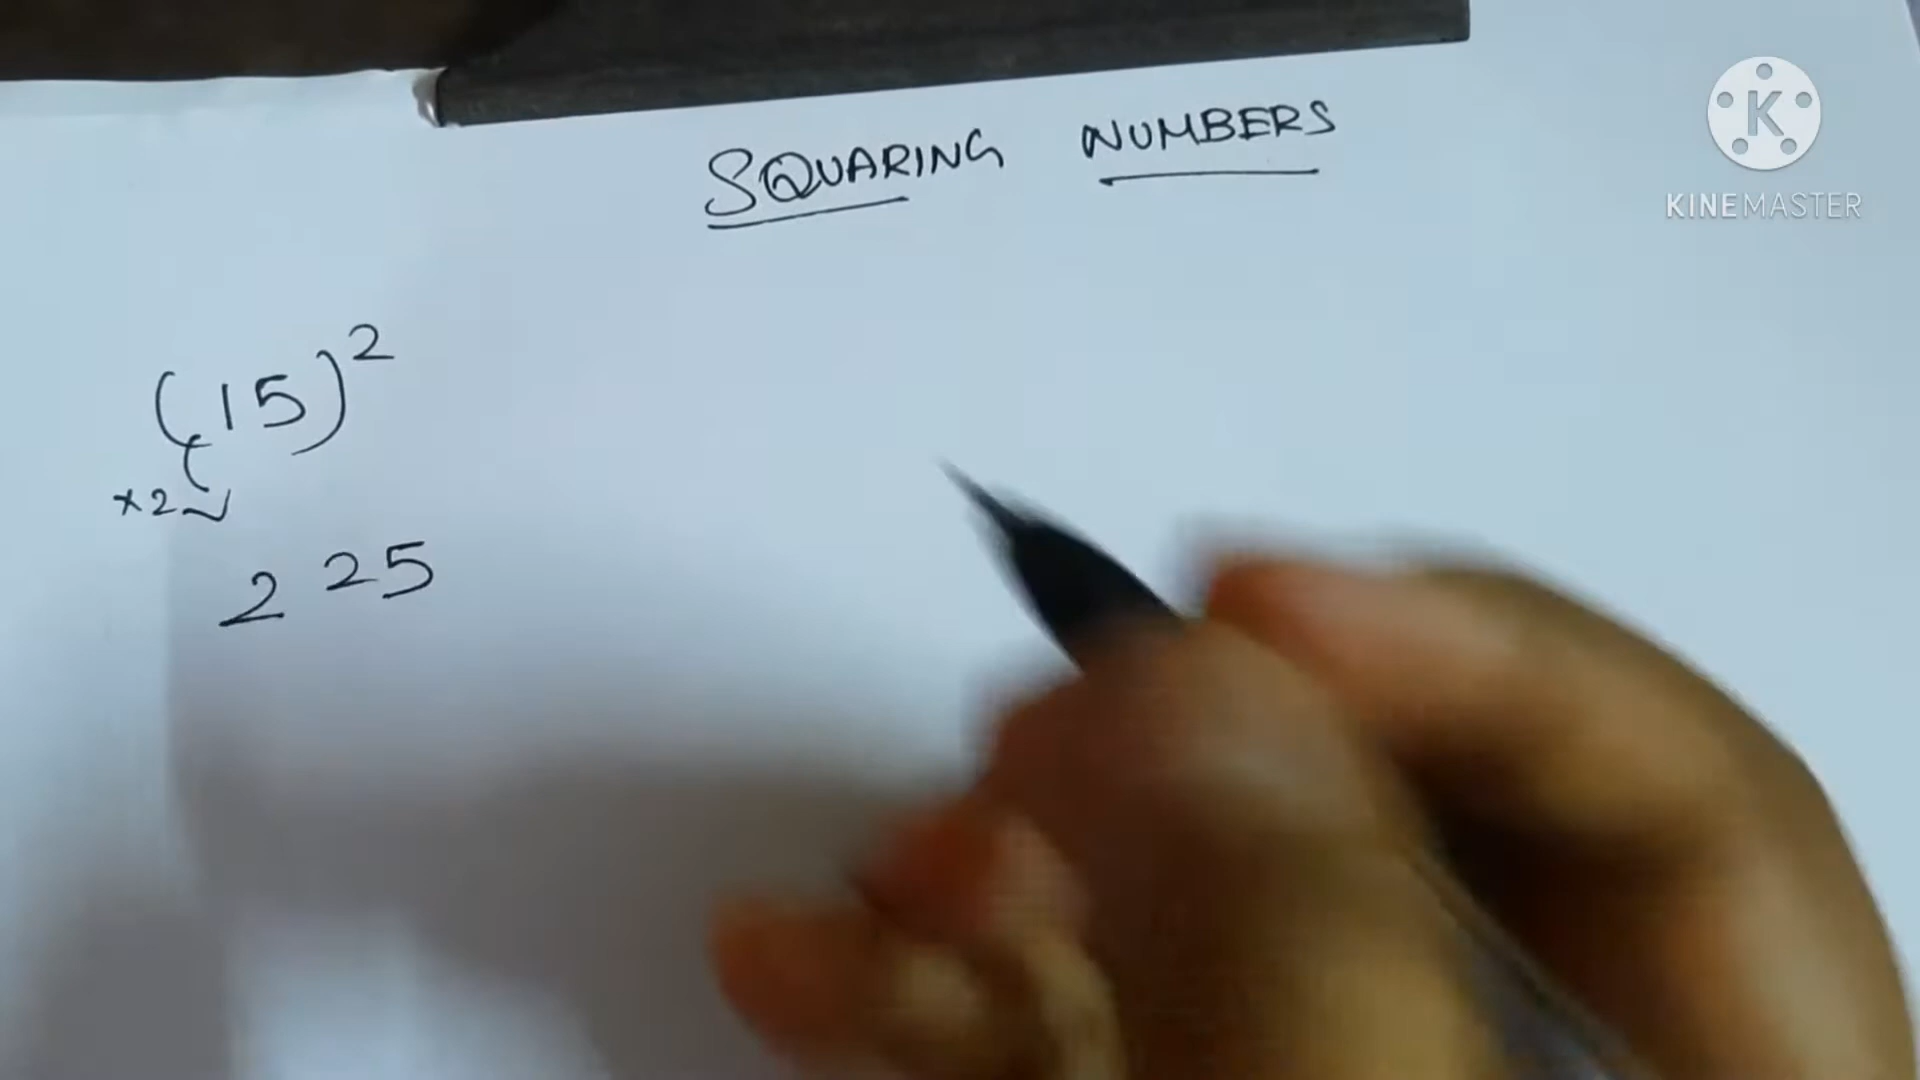 SQUARING NUMBERS
K
KINEMASTER
(15)²
×2
225